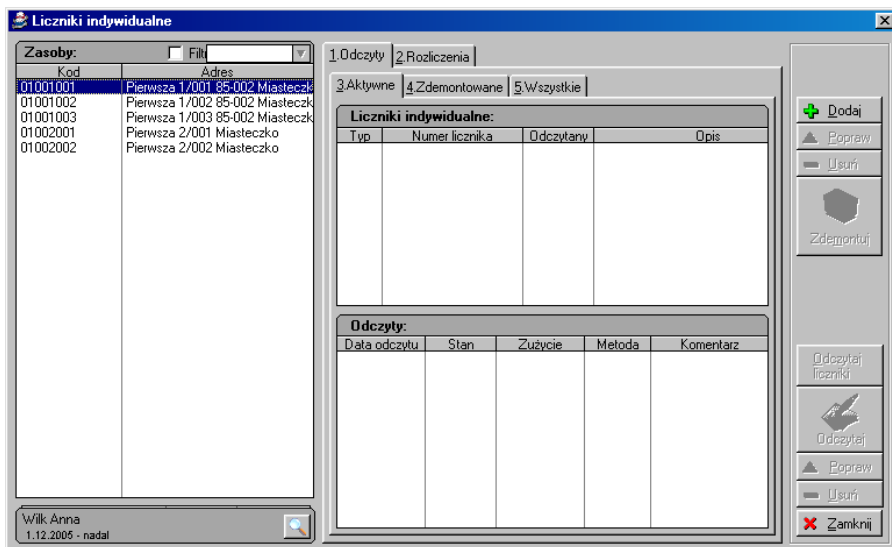 Liczniki indywidualne
Zasoby: Filtr
Kod Adres
01001001 Pierwsza 1/001 85-002 Miasteczk
01001002 Pierwsza 1/002 85-002 Miasteczk
01001003 Pierwsza 1/003 85-002 Miasteczk
01002001 Pierwsza 2/001 Miasteczko
01002002 Pierwsza 2/002 Miasteczko
Wilk Anna
1.12.2005 - nadal
1.Odczyty 2.Rozliczenia
3.Aktywne 4.Zdemontowane 5.Wszystkie
Liczniki indywidualne:
Typ Numer licznika Odczytany Opis
Odczyty:
Data odczytu Stan Zużycie Metoda Komentarz
Dodaj
Popraw
Usuń
Zdemontuj
Odczytaj
liczniki
Odczytej
Popraw
Usuń
Zamknij